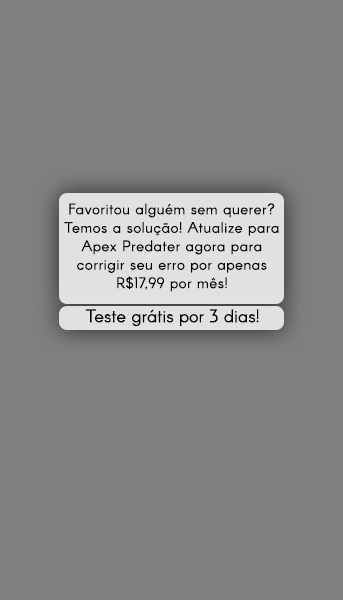 Favoritou alguém sem querer?
Temos a solução! Atualize para
Apex Predater agora para
corrigir seu erro por apenas
R$17,99 por mês!
Teste grátis por 3 dias!